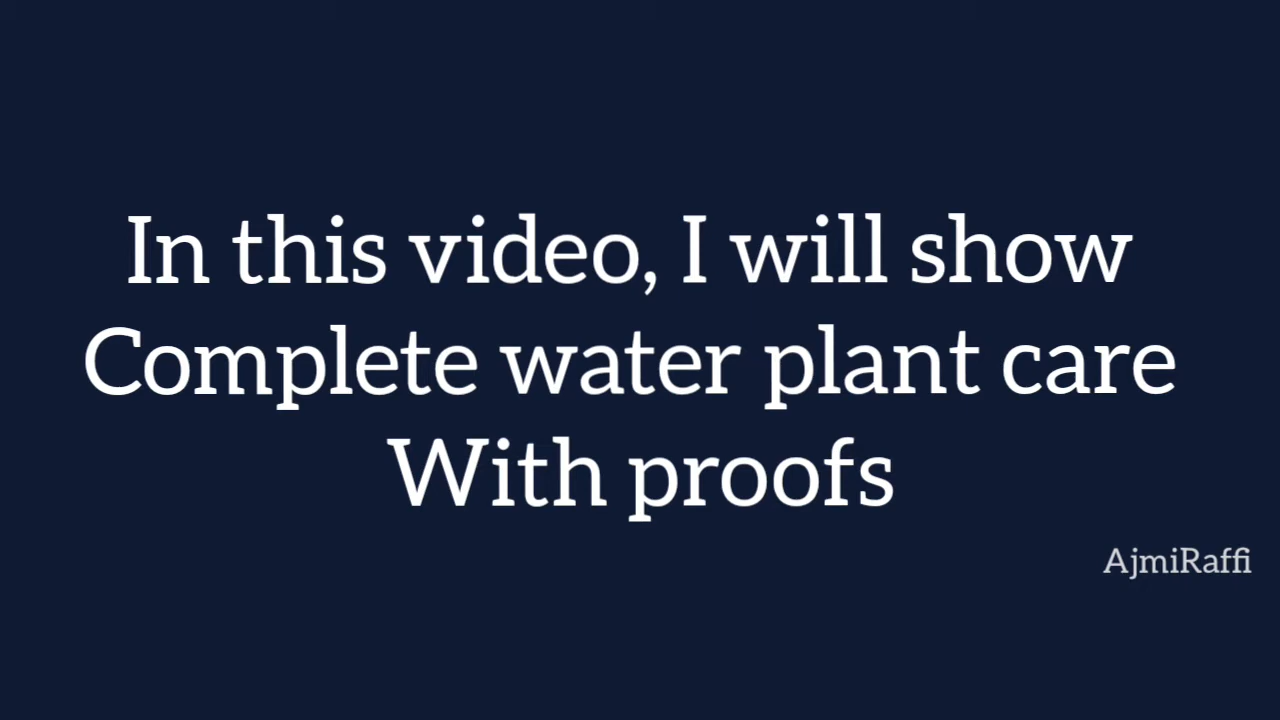 In this video, I will show
Complete water plant care
With proofs
AjmiRaffi